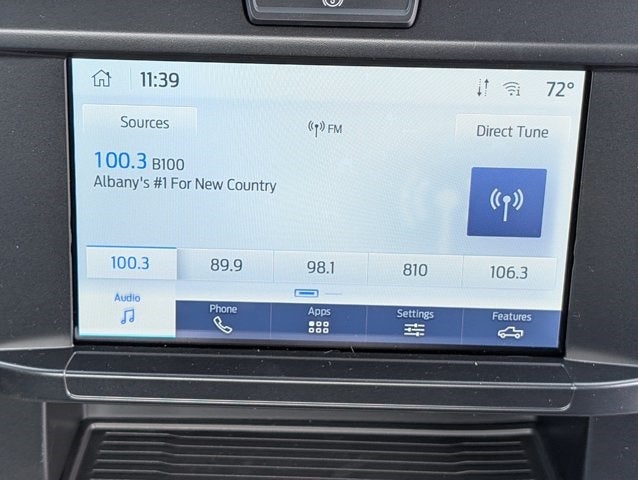 11:39 72°
Sources FM Direct Tune
100.3 B100
Albany's #1 For New Country
100.3 89.9 98.1 810 106.3
Audio Phone Apps Settings Features